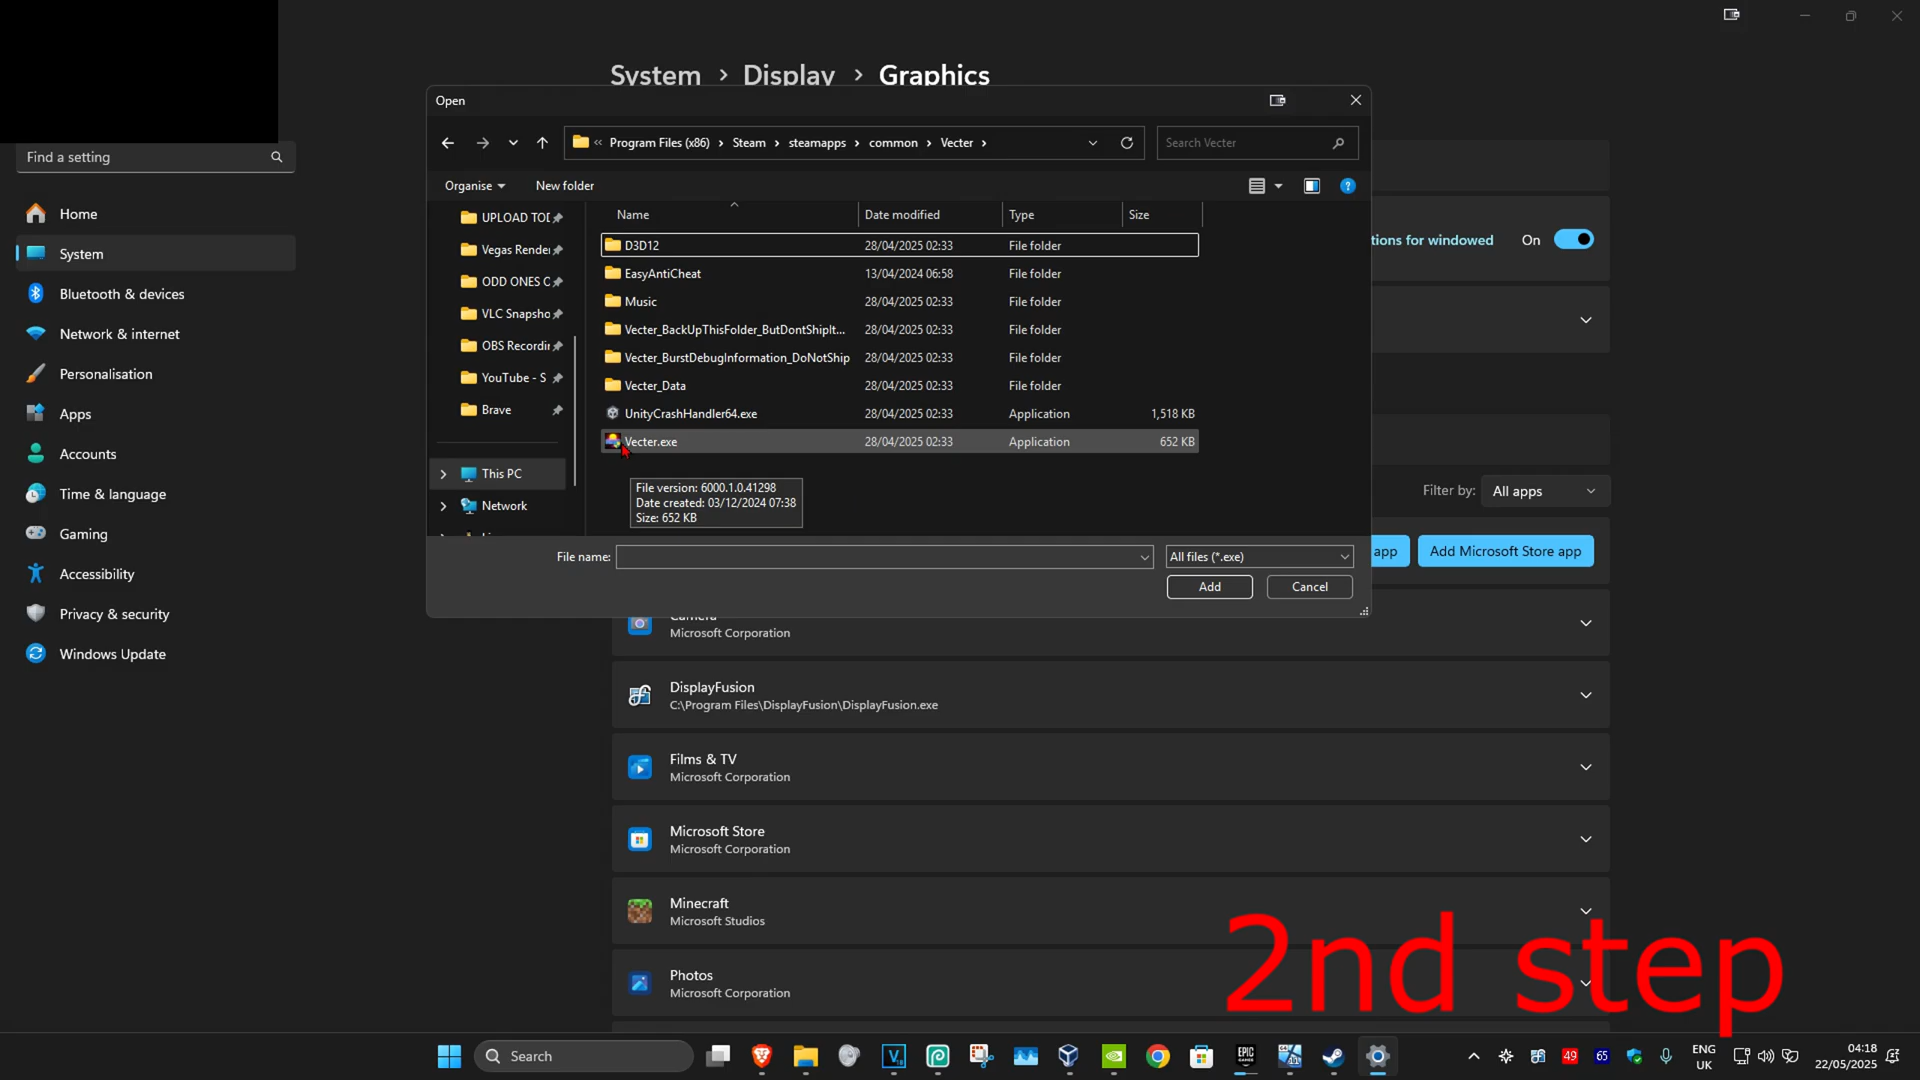 System > Display > Graphics
Open
« Program Files (x86) > Steam > steamapps > common > Vecter >
Search Vecter
Find a setting
Organise
New folder
Home
System
Bluetooth & devices
Network & internet
Personalisation
Apps
Accounts
Time & language
Gaming
Accessibility
Privacy & security
Windows Update
UPLOAD TOD
Vegas Render
ODD ONES O
VLC Snapsho
OBS Recordin
YouTube - S
Brave
This PC
Network
Name Date modified Type Size
D3D12 28/04/2025 02:33 File folder
EasyAntiCheat 13/04/2024 06:58 File folder
Music 28/04/2025 02:33 File folder
Vecter_BackUpThisFolder_ButDontShipIt... 28/04/2025 02:33 File folder
Vecter_BurstDebugInformation_DoNotShip 28/04/2025 02:33 File folder
Vecter_Data 28/04/2025 02:33 File folder
UnityCrashHandler64.exe 28/04/2025 02:33 Application 1,518 KB
Vecter.exe 28/04/2025 02:33 Application 652 KB
File version: 6000.1.0.41298
Date created: 03/12/2024 07:38
Size: 652 KB
File name:
All files (*.exe)
Add
Cancel
tions for windowed On
Filter by: All apps
app
Add Microsoft Store app
Camera
Microsoft Corporation
DisplayFusion
C:\Program Files\DisplayFusion\DisplayFusion.exe
Films & TV
Microsoft Corporation
Microsoft Store
Microsoft Corporation
Minecraft
Microsoft Studios
Photos
Microsoft Corporation
2nd step
Search
EPIC GAMES
49
65
ENG
UK
04:18
22/05/2025